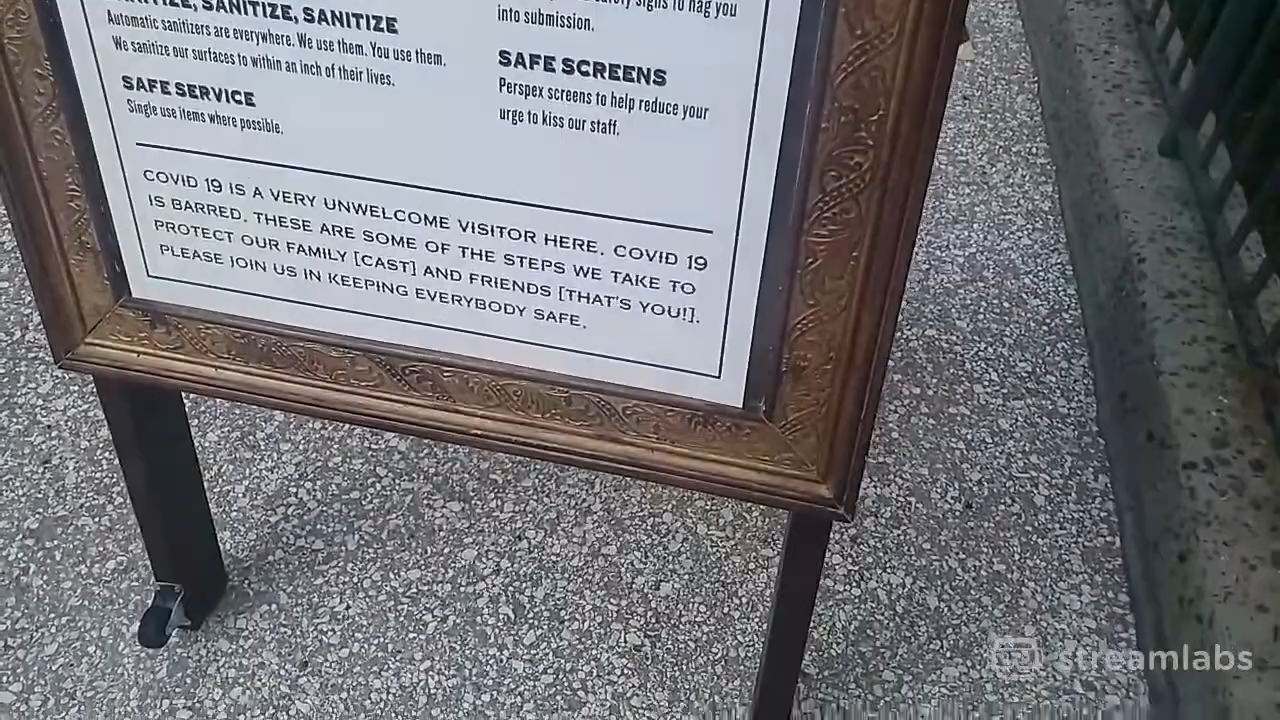 SANITIZE, SANITIZE
Automatic sanitizers are everywhere. We use them. You use them.
We sanitize our surfaces to within an inch of their lives.
SAFE SERVICE
Single use items where possible.
signs to nag you
into submission.
SAFE SCREENS
Perspex screens to help reduce your
urge to kiss our staff.
COVID 19 IS A VERY UNWELCOME VISITOR HERE. COVID 19
IS BARRED. THESE ARE SOME OF THE STEPS WE TAKE TO
PROTECT OUR FAMILY [CAST] AND FRIENDS [THAT'S YOU!].
PLEASE JOIN US IN KEEPING EVERYBODY SAFE.
streamlabs